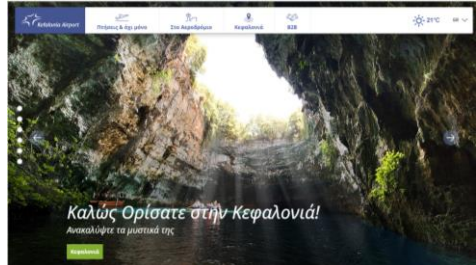 Kefalonia Airport
Πτήσεις & όχι μόνο
Στο Αεροδρόμιο
Κεφαλονιά
B2B
21°C
GR
Καλώς Ορίσατε στην Κεφαλονιά!
Ανακαλύψτε τα μυστικά της
Κεφαλονιά